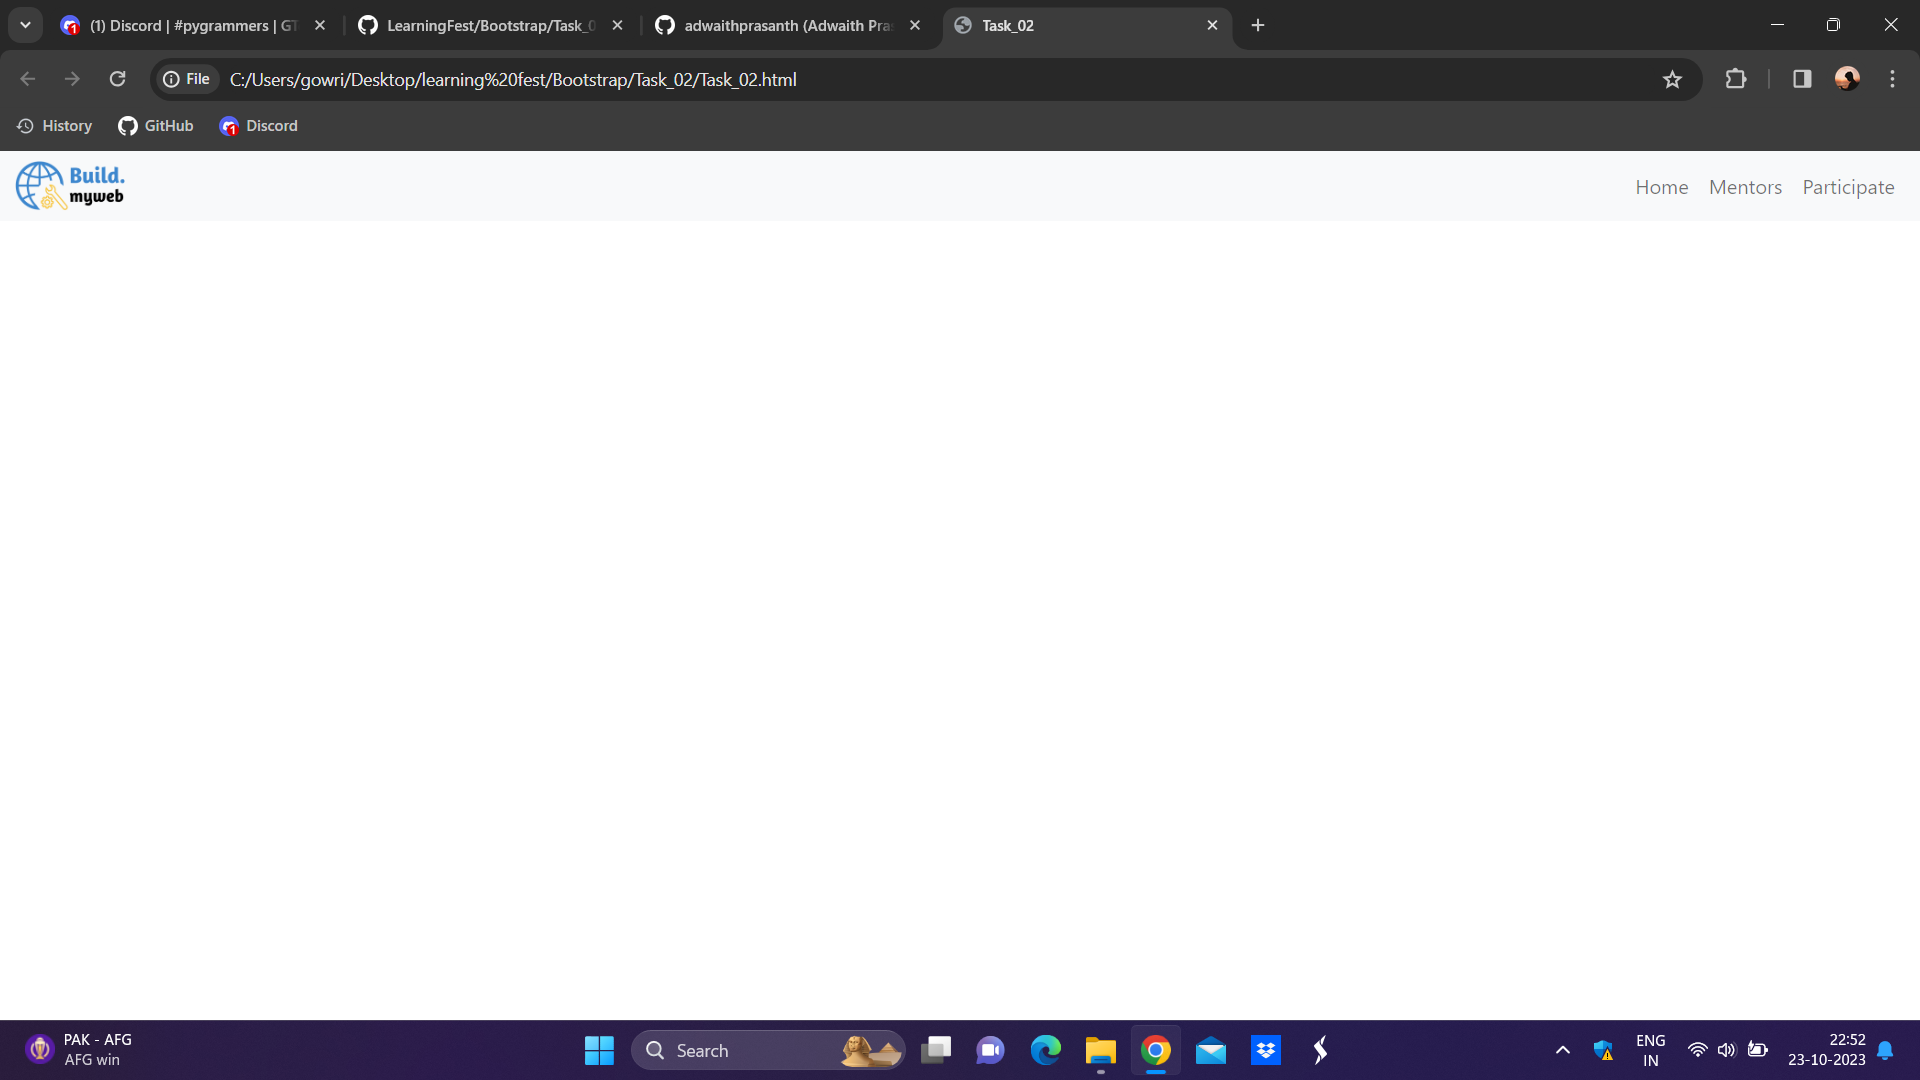 (1) Discord | #pygrammers | GT
LearningFest/Bootstrap/Task_0
adwaithprasanth (Adwaith Pras
Task_02
File
C:/Users/gowri/Desktop/learning%20fest/Bootstrap/Task_02/Task_02.html
History
GitHub
Discord
Build.
myweb
Home
Mentors
Participate
PAK - AFG
AFG win
Search
ENG
IN
22:52
23-10-2023